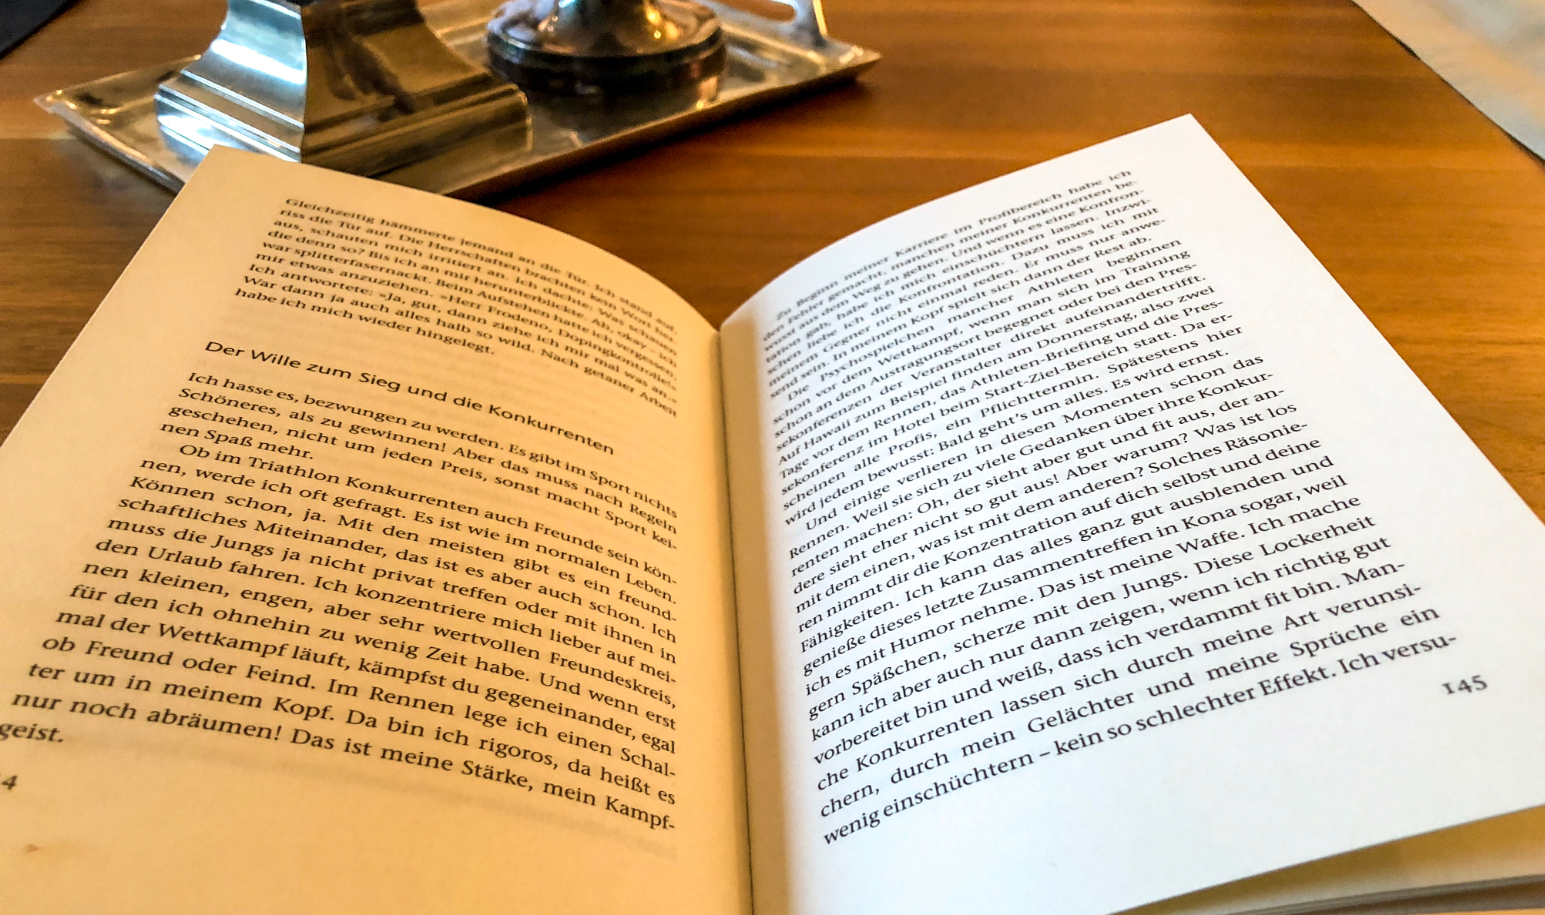 Gleichzeitig hämmerte jemand an die Tür. Ich stand auf,
riss die Tür auf. Die Herrschaften brachten kein Wort her-
aus, schauten mich irritiert an. Ich dachte: Was schauen
die denn so? Bis ich an mir herunterblickte. Ah, okay – ich
war splitterfasernackt. Beim Aufstehen hatte ich vergessen,
mir etwas anzuziehen. »Herr Frodeno, Dopingkontrolle!«
Ich antwortete: »Ja, gut, dann ziehe ich mir mal was an.«
War dann ja auch alles halb so wild. Nach getaner Arbeit
habe ich mich wieder hingelegt.
Der Wille zum Sieg und die Konkurrenten
Ich hasse es, bezwungen zu werden. Es gibt im Sport nichts
Schöneres, als zu gewinnen! Aber das muss nach Regeln
geschehen, nicht um jeden Preis, sonst macht Sport kei-
nen Spaß mehr.
Ob im Triathlon Konkurrenten auch Freunde sein kön-
nen, werde ich oft gefragt. Es ist wie im normalen Leben.
Können schon, ja. Mit den meisten gibt es ein freund-
schaftliches Miteinander, das ist es aber auch schon. Ich
muss die Jungs ja nicht privat treffen oder mit ihnen in
den Urlaub fahren. Ich konzentriere mich lieber auf mei-
nen kleinen, engen, aber sehr wertvollen Freundeskreis,
für den ich ohnehin zu wenig Zeit habe. Und wenn erst
mal der Wettkampf läuft, kämpfst du gegeneinander, egal
ob Freund oder Feind. Im Rennen lege ich einen Schal-
ter um in meinem Kopf. Da bin ich rigoros, da heißt es
nur noch abräumen! Das ist meine Stärke, mein Kampf-
geist.
4
Zu Beginn meiner Karriere im Profibereich habe ich
den Fehler gemacht, manchen meiner Konkurrenten be-
wusst aus dem Weg zu gehen. Und wenn es eine Konfron-
tation gab, habe ich mich einschüchtern lassen. Inzwi-
schen liebe ich die Konfrontation. Dazu muss ich mit
meinem Gegner nicht einmal reden. Er muss nur anwe-
send sein. In meinem Kopf spielt sich dann der Rest ab.
Die Psychospielchen mancher Athleten beginnen
schon vor dem Wettkampf, wenn man sich im Training
schon am Austragungsort begegnet oder bei den Pres-
sekonferenzen der Veranstalter direkt aufeinandertrifft.
Auf Hawaii zum Beispiel finden am Donnerstag, also zwei
Tage vor dem Rennen, das Athleten-Briefing und die Pres-
sekonferenz im Hotel beim Start-Ziel-Bereich statt. Da er-
scheinen alle Profis, ein Pflichttermin. Spätestens hier
wird jedem bewusst: Bald geht’s um alles. Es wird ernst.
Und einige verlieren in diesen Momenten schon das
Rennen. Weil sie sich zu viele Gedanken über ihre Konkur-
renten machen: Oh, der sieht aber gut und fit aus, der an-
dere sieht eher nicht so gut aus! Aber warum? Was ist los
mit dem einen, was ist mit dem anderen? Solches Räsonie-
ren nimmt dir die Konzentration auf dich selbst und deine
Fähigkeiten. Ich kann das alles ganz gut ausblenden und
genieße dieses letzte Zusammentreffen in Kona sogar, weil
ich es mit Humor nehme. Das ist meine Waffe. Ich mache
gern Späßchen, scherze mit den Jungs. Diese Lockerheit
kann ich aber auch nur dann zeigen, wenn ich richtig gut
vorbereitet bin und weiß, dass ich verdammt fit bin. Man-
che Konkurrenten lassen sich durch meine Art verunsi-
chern, durch mein Gelächter und meine Sprüche ein
wenig einschüchtern – kein so schlechter Effekt. Ich versu-
145